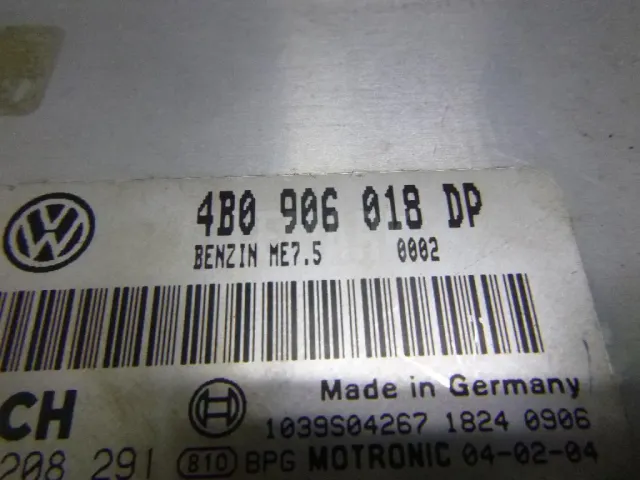 4B0 906 018 DP
BENZIN ME7.5 0002
CH Made in Germany
1039S04267 1824 0906
208 291 810 BPG MOTRONIC 04-02-04